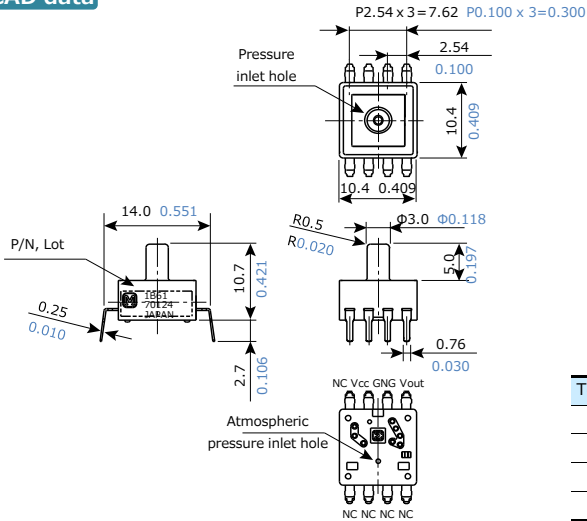 CAD data
P2.54 x 3=7.62 P0.100 x 3=0.300
Pressure
inlet hole
2.54
0.100
10.4
0.409
10.4 0.409
14.0 0.551
P/N, Lot
1B61
70124
JAPAN
10.7
0.421
0.25
0.010
2.7
0.106
R0.5
R0.020
Φ3.0 Φ0.118
5.0
0.197
0.76
0.030
NC Vcc GNG Vout
Atmospheric
pressure inlet hole
NC NC NC NC
T